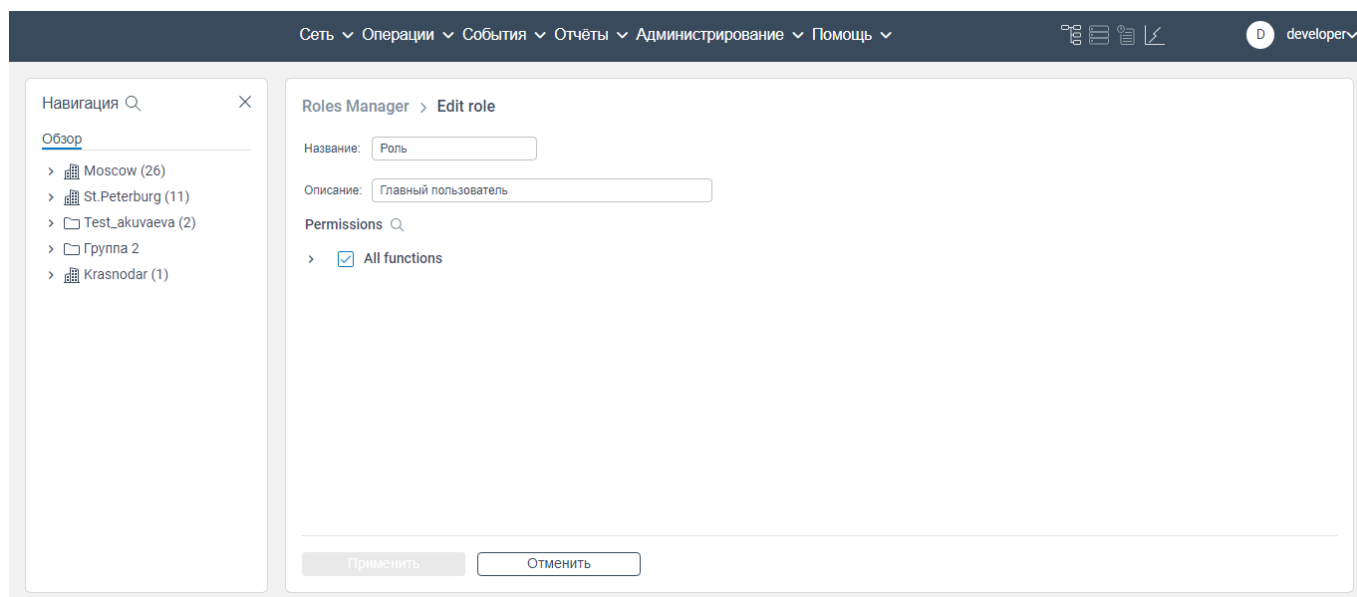 Сеть Операции События Отчёты Администрирование Помощь D developer
Навигация
Обзор
Moscow (26)
St.Peterburg (11)
Test_akuvaeva (2)
Группа 2
Krasnodar (1)
Roles Manager > Edit role
Название: Роль
Описание: Главный пользователь
Permissions
All functions
Применить Отменить